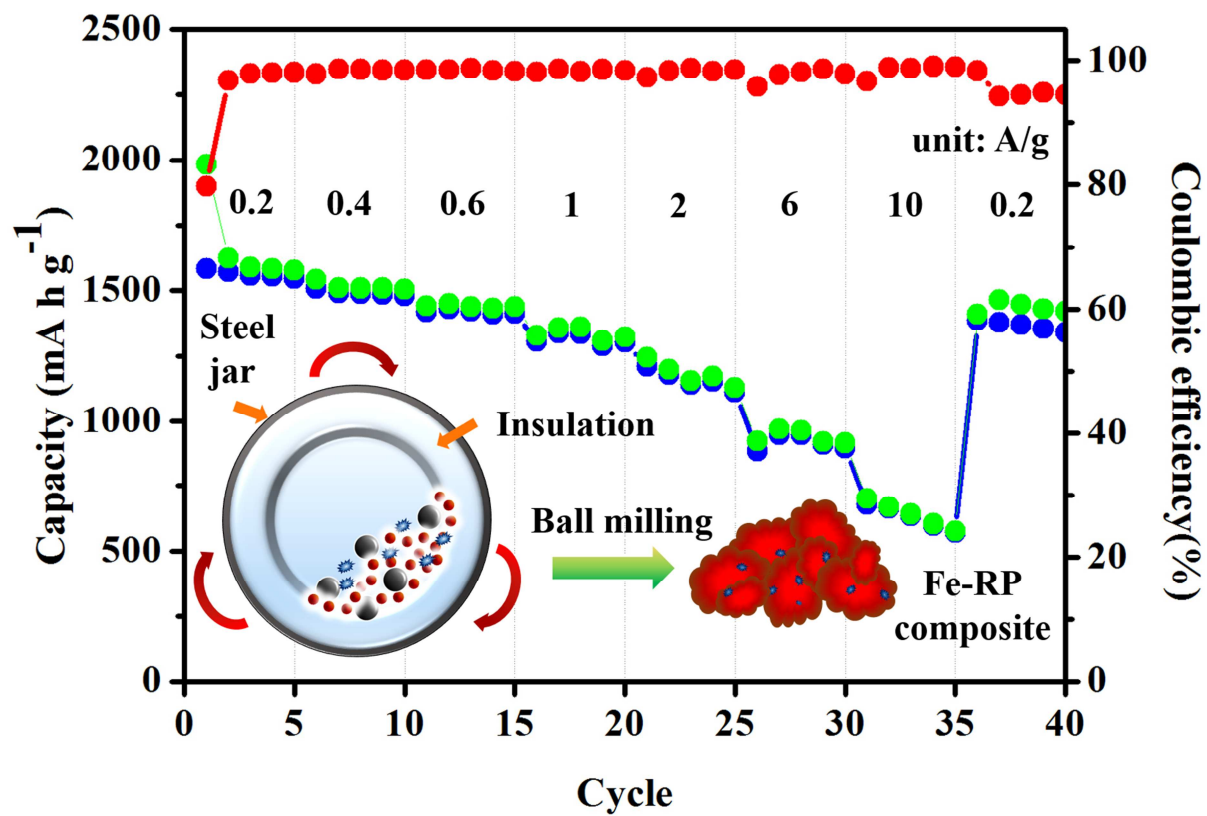 2500
2000
1500
1000
500
0
Capacity (mA h g⁻¹)
100
80
60
40
20
0
Coulombic efficiency(%)
unit: A/g
0.2 0.4 0.6 1 2 6 10 0.2
Steel
jar
Insulation
Ball milling
Fe-RP
composite
0 5 10 15 20 25 30 35 40
Cycle